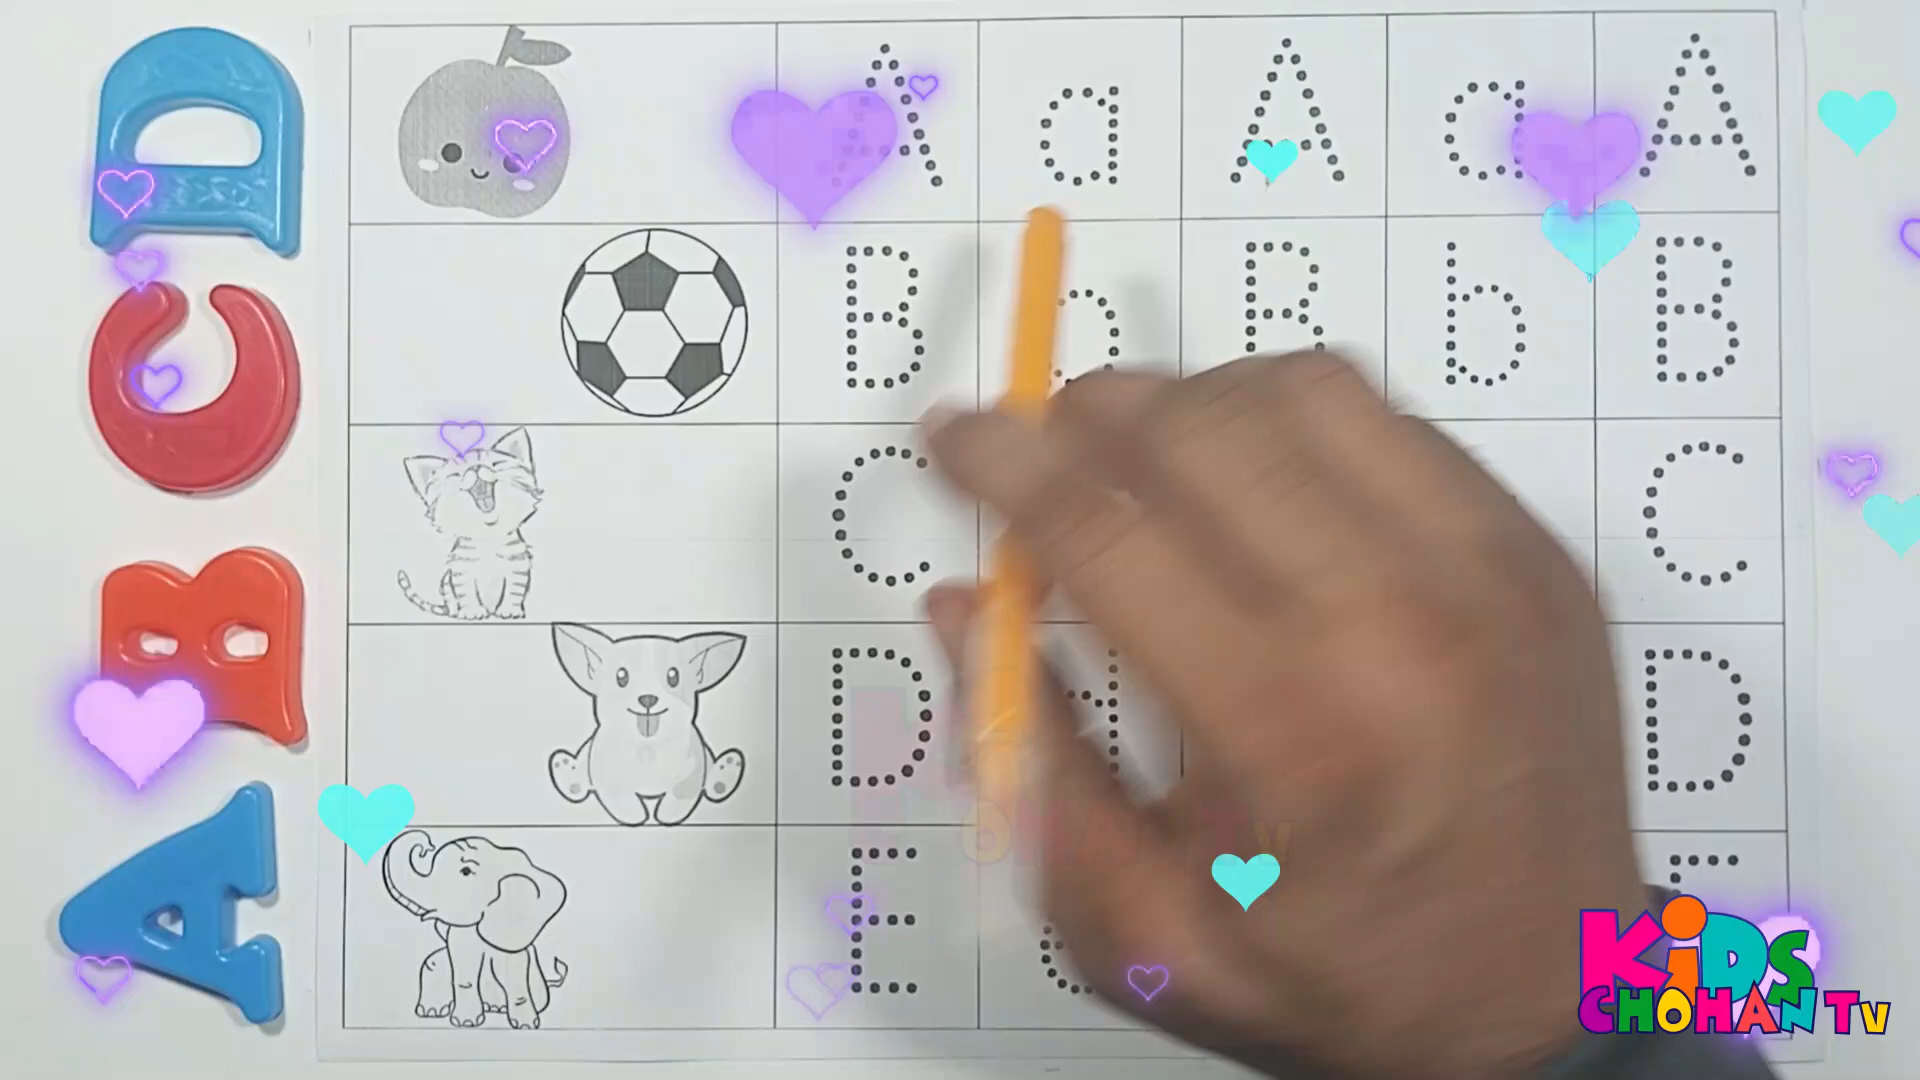 A a A a A
B b B b B
C C
D d D
E
KiDS
CHOHAN TV
D
C
B
A